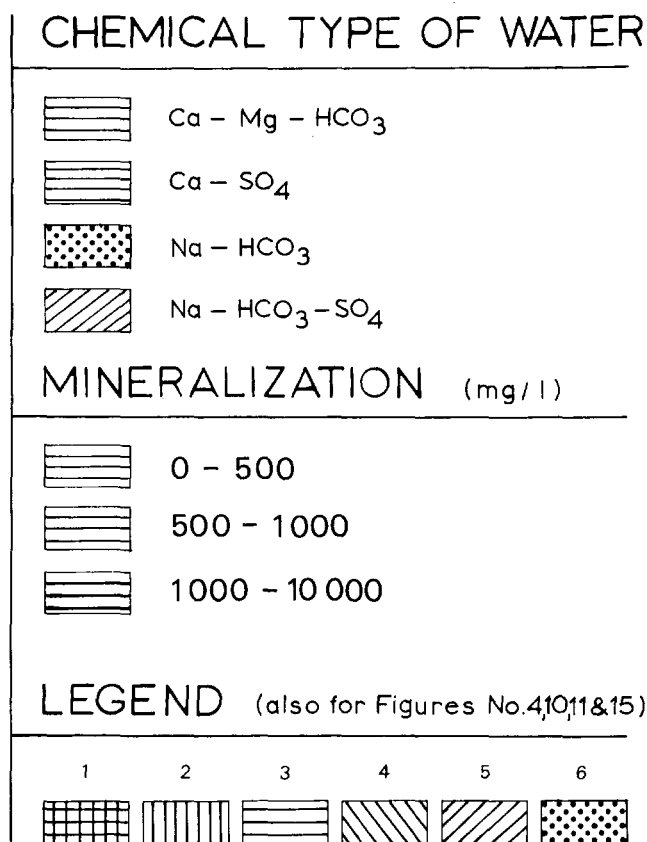 CHEMICAL TYPE OF WATER
Ca – Mg – HCO3
Ca – SO4
Na – HCO3
Na – HCO3 – SO4
MINERALIZATION (mg/l)
0 – 500
500 – 1000
1000 – 10 000
LEGEND (also for Figures No.4,10,11&15)
1 2 3 4 5 6